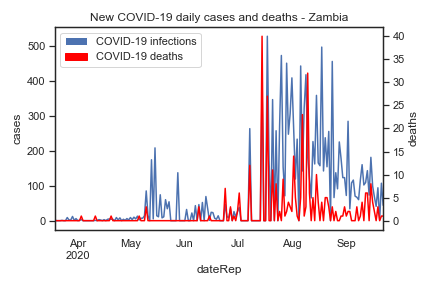 New COVID-19 daily cases and deaths - Zambia
COVID-19 infections
COVID-19 deaths
500
400
300
200
100
0
cases
40
35
30
25
20
15
10
5
0
deaths
Apr May Jun Jul Aug Sep
2020
dateRep